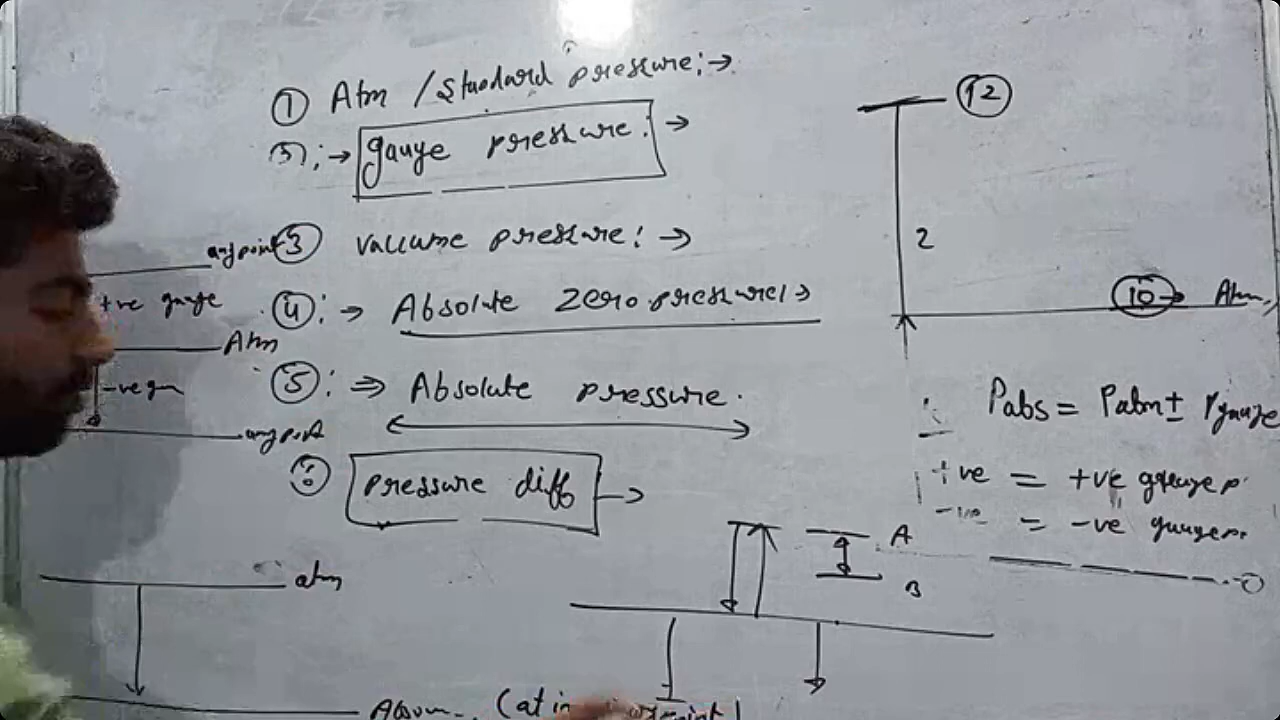 ① Atm / Standard pressure :→
:→ gauge pressure : →
③ vaccume pressure : →
④ : → Absolute zero pressure →
⑤ : ⇒ Absolute pressure .
pressure diff →
any point
+ve gauge
Atm
-ve
any point
atm
12
2
10 → Atm
∴ Pabs = Patm ± Pgauge
+ve = +ve gauge p.
-ve = -ve gauge p.
A
B
(at